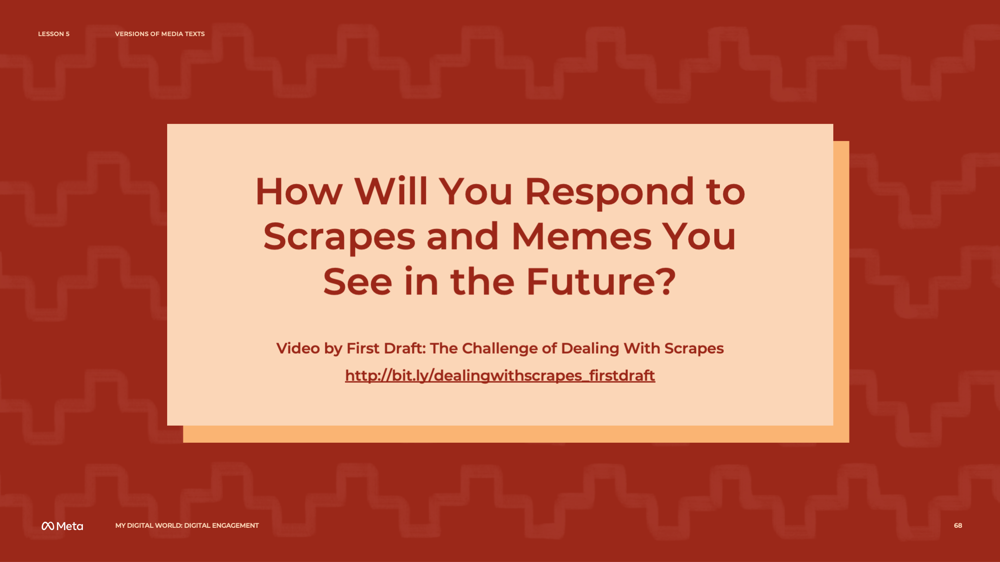 LESSON 5
VERSIONS OF MEDIA TEXTS
How Will You Respond to
Scrapes and Memes You
See in the Future?
Video by First Draft: The Challenge of Dealing With Scrapes
http://bit.ly/dealingwithscrapes_firstdraft
Meta
MY DIGITAL WORLD: DIGITAL ENGAGEMENT
68